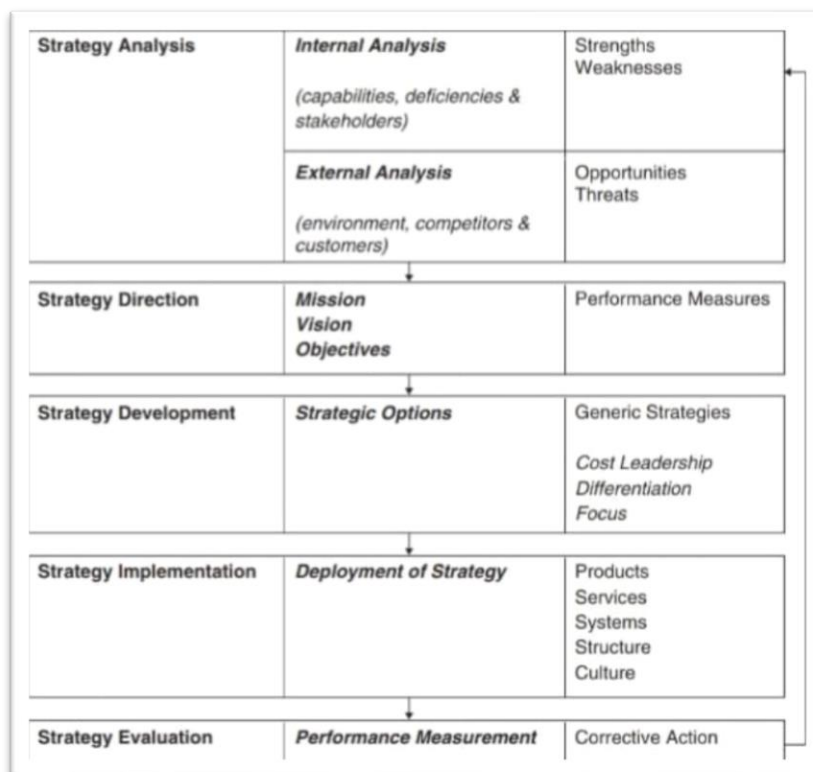 Strategy Analysis
Internal Analysis
(capabilities, deficiencies &
stakeholders)
Strengths
Weaknesses
External Analysis
(environment, competitors &
customers)
Opportunities
Threats
Strategy Direction
Mission
Vision
Objectives
Performance Measures
Strategy Development
Strategic Options
Generic Strategies
Cost Leadership
Differentiation
Focus
Strategy Implementation
Deployment of Strategy
Products
Services
Systems
Structure
Culture
Strategy Evaluation
Performance Measurement
Corrective Action